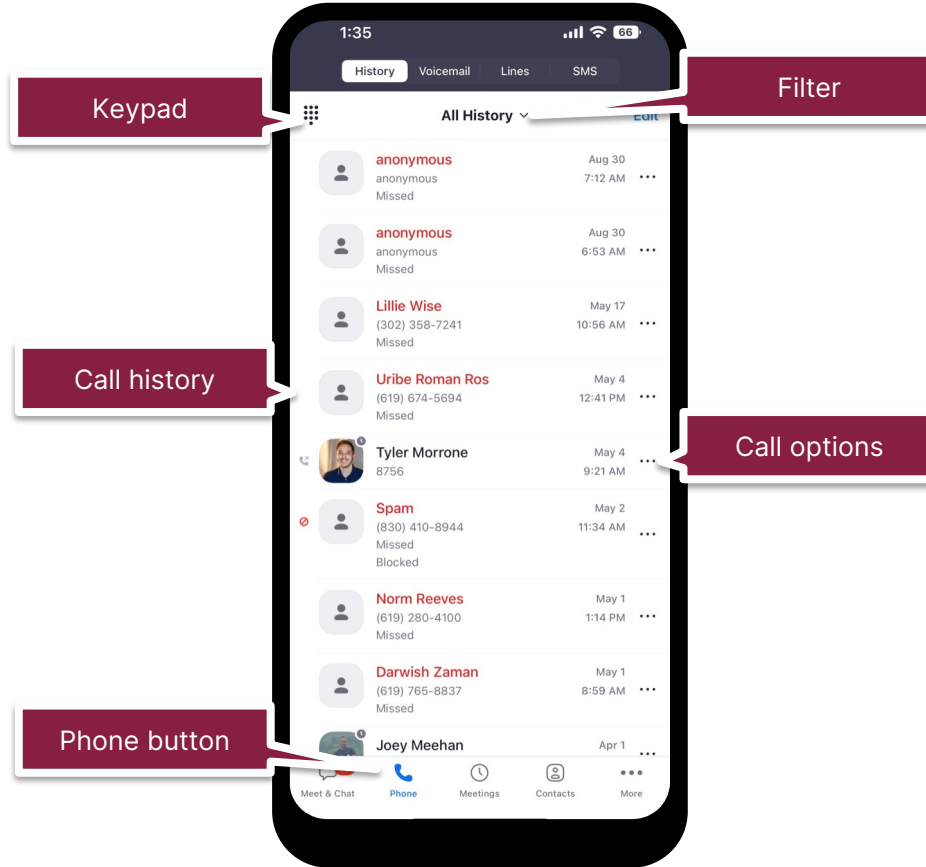 1:35
66
History Voicemail Lines SMS
Keypad
Filter
All History
Edit
anonymous Aug 30
anonymous 7:12 AM
Missed
anonymous Aug 30
anonymous 6:53 AM
Missed
Lillie Wise May 17
(302) 358-7241 10:56 AM
Missed
Call history
Uribe Roman Ros May 4
(619) 674-5694 12:41 PM
Missed
Call options
Tyler Morrone May 4
8756 9:21 AM
Spam May 2
(830) 410-8944 11:34 AM
Missed
Blocked
Norm Reeves May 1
(619) 280-4100 1:14 PM
Missed
Darwish Zaman May 1
(619) 765-8837 8:59 AM
Missed
Phone button
Joey Meehan Apr 1
Meet & Chat Phone Meetings Contacts More